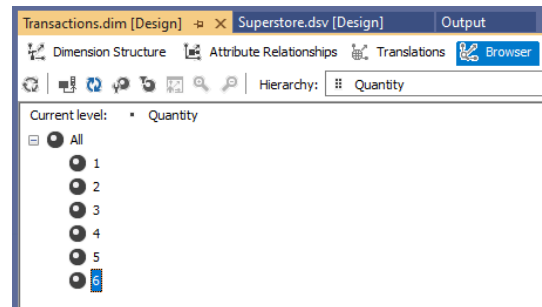 Transactions.dim [Design] Superstore.dsv [Design] Output
Dimension Structure Attribute Relationships Translations Browser
Hierarchy: Quantity
Current level: Quantity
All
1
2
3
4
5
6